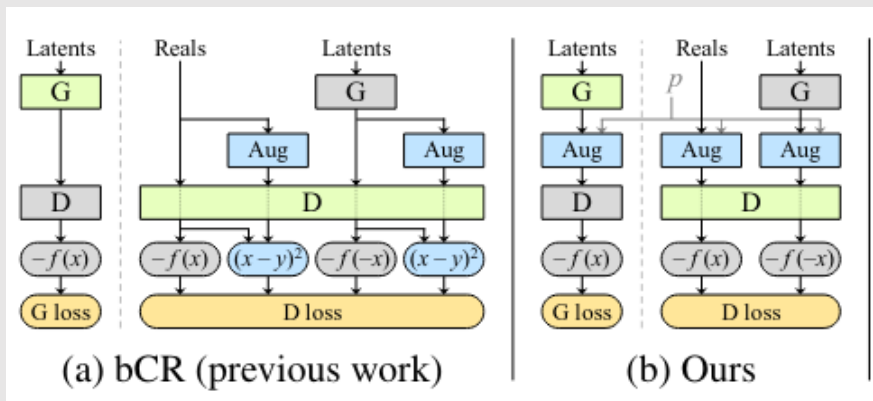 Latents Reals Latents
G G
Aug Aug
D D
−f(x) −f(x) (x−y)² −f(−x) (x−y)²
G loss D loss
(a) bCR (previous work)
Latents Reals Latents
p
G G
Aug Aug Aug
D D
−f(x) −f(x) −f(−x)
G loss D loss
(b) Ours